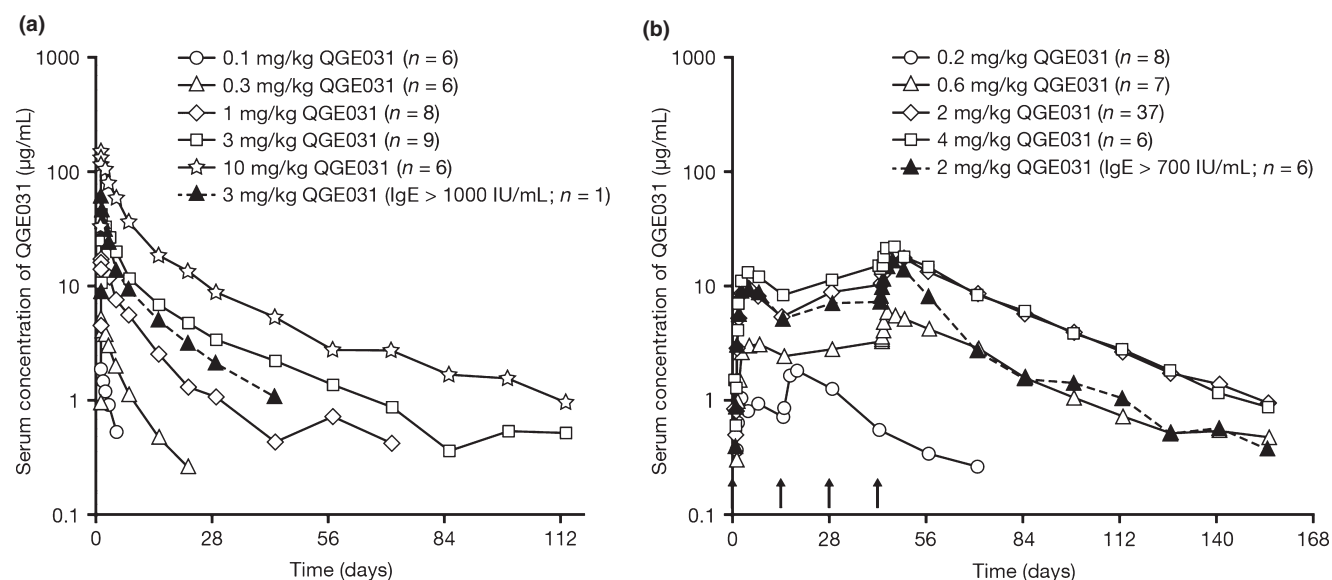 (a)
1000
100
10
1
0.1
Serum concentration of QGE031 (µg/mL)
0.1 mg/kg QGE031 (n = 6)
0.3 mg/kg QGE031 (n = 6)
1 mg/kg QGE031 (n = 8)
3 mg/kg QGE031 (n = 9)
10 mg/kg QGE031 (n = 6)
3 mg/kg QGE031 (IgE > 1000 IU/mL; n = 1)
0 28 56 84 112
Time (days)
(b)
1000
100
10
1
0.1
Serum concentration of QGE031 (µg/mL)
0.2 mg/kg QGE031 (n = 8)
0.6 mg/kg QGE031 (n = 7)
2 mg/kg QGE031 (n = 37)
4 mg/kg QGE031 (n = 6)
2 mg/kg QGE031 (IgE > 700 IU/mL; n = 6)
0 28 56 84 112 140 168
Time (days)